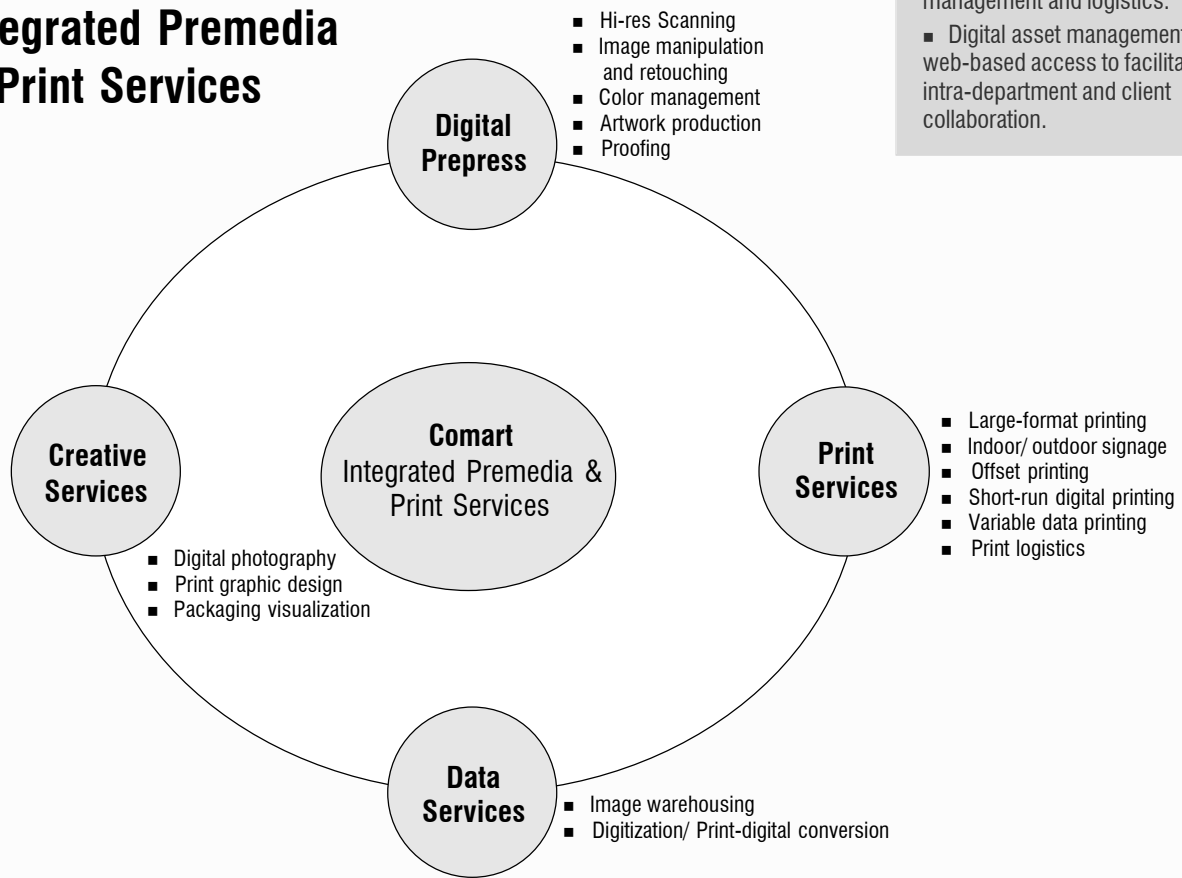 Premedia
Print Services
management and logistics.
■ Digital asset management
web-based access to
intra-department and client
collaboration.
■ Hi-res Scanning
■ Image manipulation
and retouching
■ Color management
■ Artwork production
■ Proofing
Digital
Prepress
Creative
Services
■ Digital photography
■ Print graphic design
■ Packaging visualization
Comart
Integrated Premedia &
Print Services
Print
Services
■ Large-format printing
■ Indoor/ outdoor signage
■ Offset printing
■ Short-run digital printing
■ Variable data printing
■ Print logistics
Data
Services
■ Image warehousing
■ Digitization/ Print-digital conversion